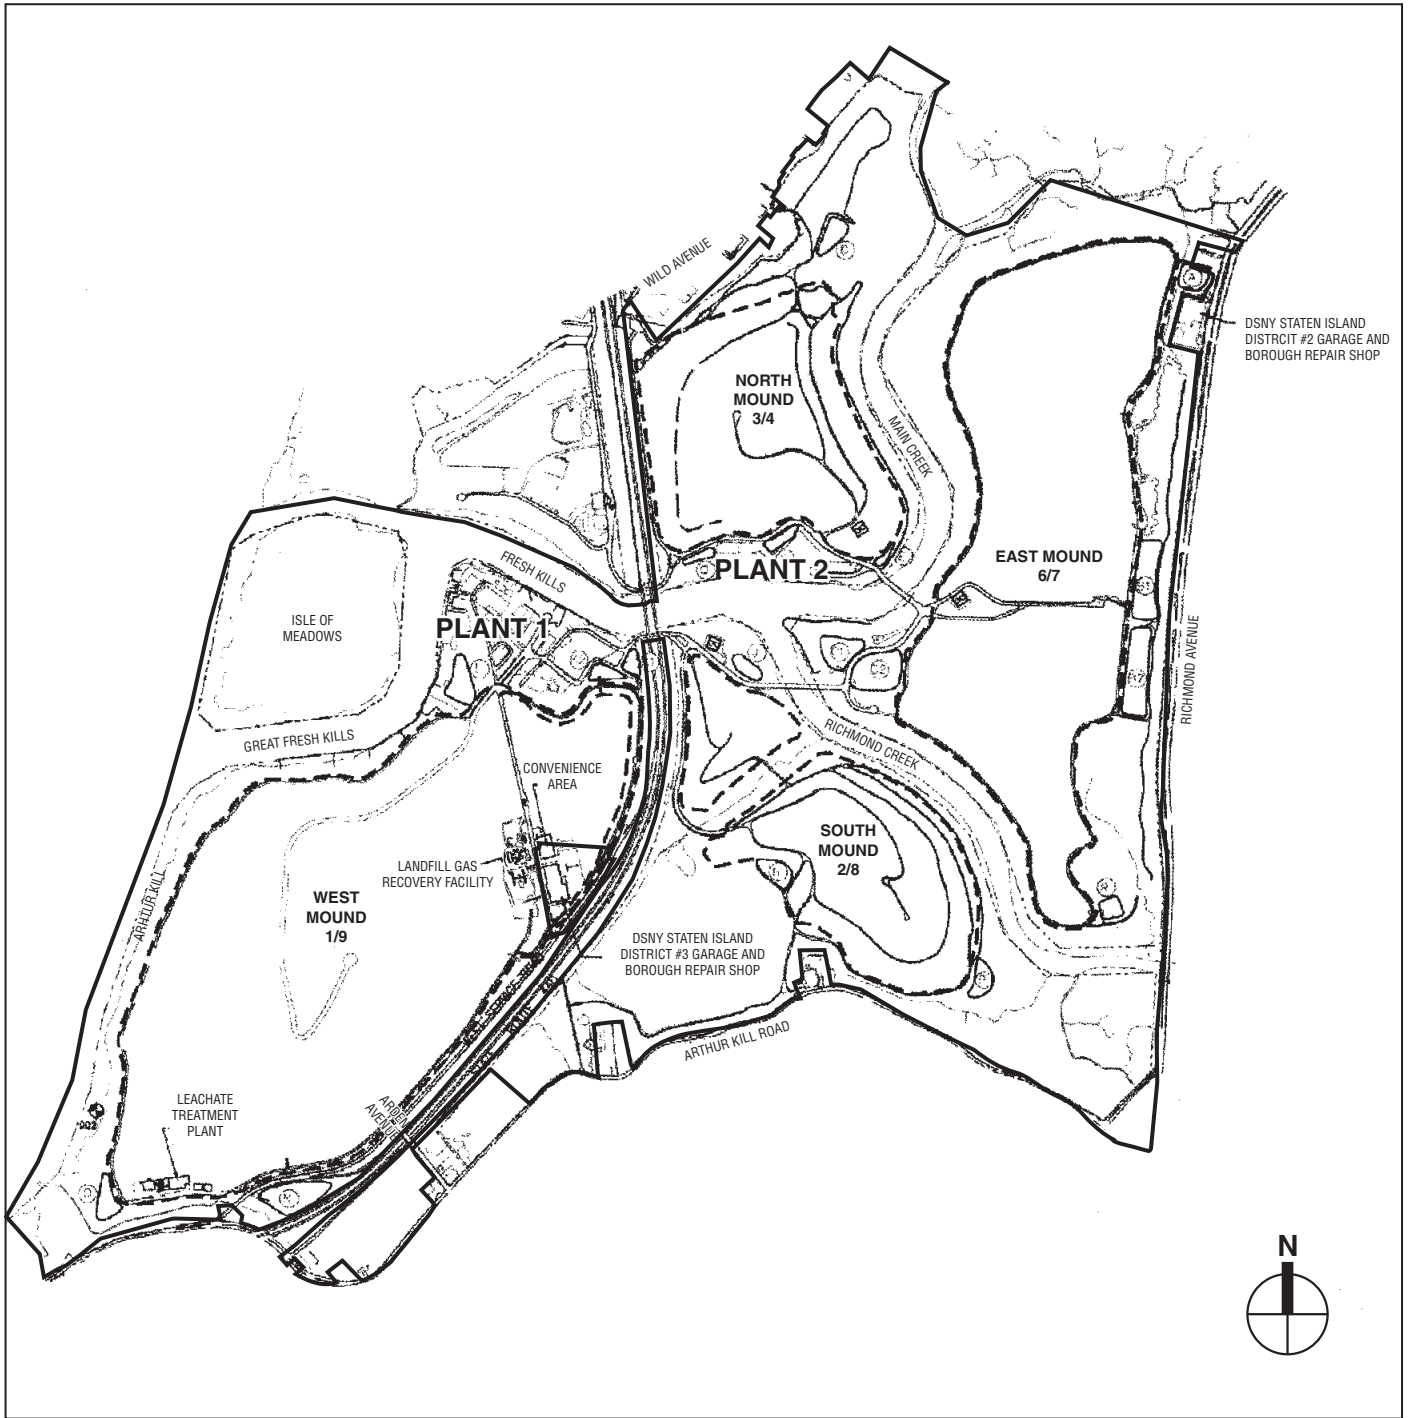 WILD AVENUE
DSNY STATEN ISLAND
DISTRCIT #2 GARAGE AND
BOROUGH REPAIR SHOP
NORTH
MOUND
3/4
MAIN CREEK
FRESH KILLS
PLANT 2
EAST MOUND
6/7
ISLE OF
MEADOWS
PLANT 1
RICHMOND AVENUE
GREAT FRESH KILLS
RICHMOND CREEK
CONVENIENCE
AREA
SOUTH
MOUND
2/8
LANDFILL GAS
RECOVERY FACILITY
WEST
MOUND
1/9
ARHTUR KILL
DSNY STATEN ISLAND
DISTRICT #3 GARAGE AND
BOROUGH REPAIR SHOP
ARTHUR KILL ROAD
LEACHATE
TREATMENT
PLANT
ARDEN
AVENUE
N